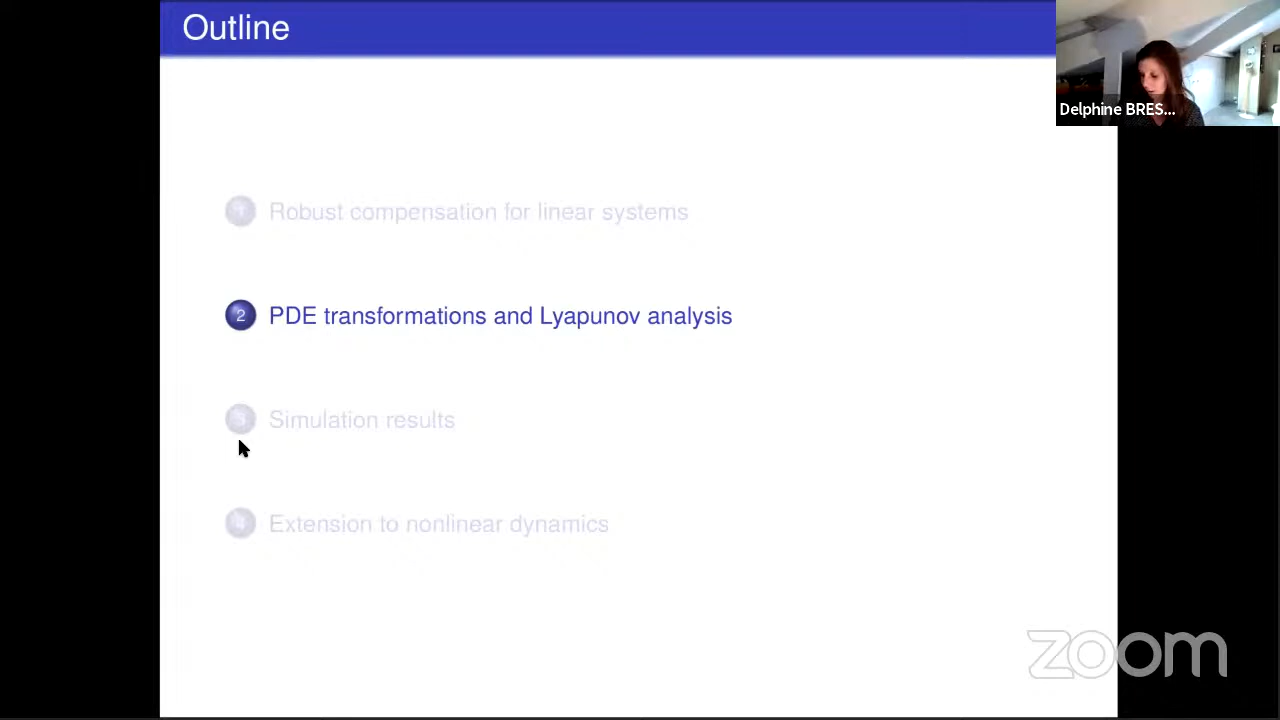 Outline
Delphine BRES...
1 Robust compensation for linear systems
2 PDE transformations and Lyapunov analysis
3 Simulation results
4 Extension to nonlinear dynamics
zoom